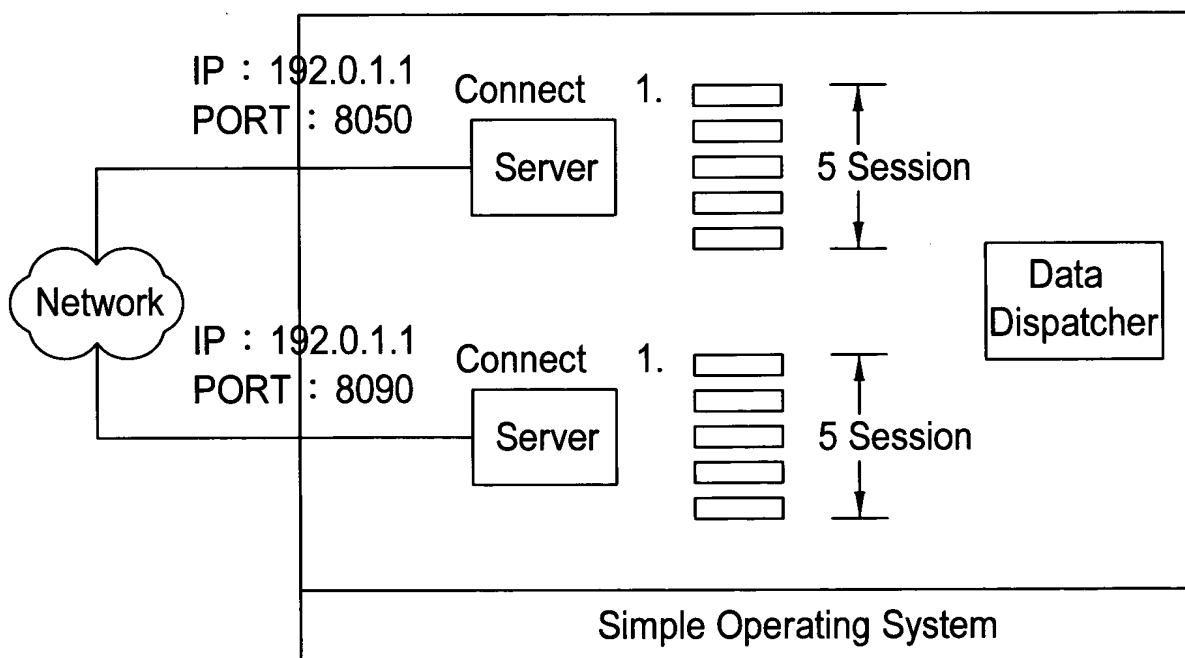 IP : 192.0.1.1
PORT : 8050
Connect 1.
Server
5 Session
Network
Data
Dispatcher
IP : 192.0.1.1
PORT : 8090
Connect 1.
Server
5 Session
Simple Operating System